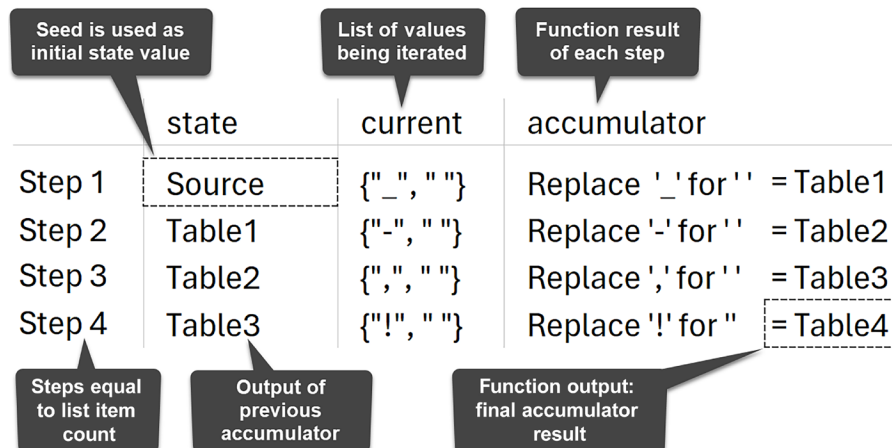 Seed is used as
initial state value
List of values
being iterated
Function result
of each step
state current accumulator
Step 1 Source {"_", " "} Replace '_' for ' ' = Table1
Step 2 Table1 {"-", " "} Replace '-' for ' ' = Table2
Step 3 Table2 {",", " "} Replace ',' for ' ' = Table3
Step 4 Table3 {"!", " "} Replace '!' for '' = Table4
Steps equal
to list item
count
Output of
previous
accumulator
Function output:
final accumulator
result